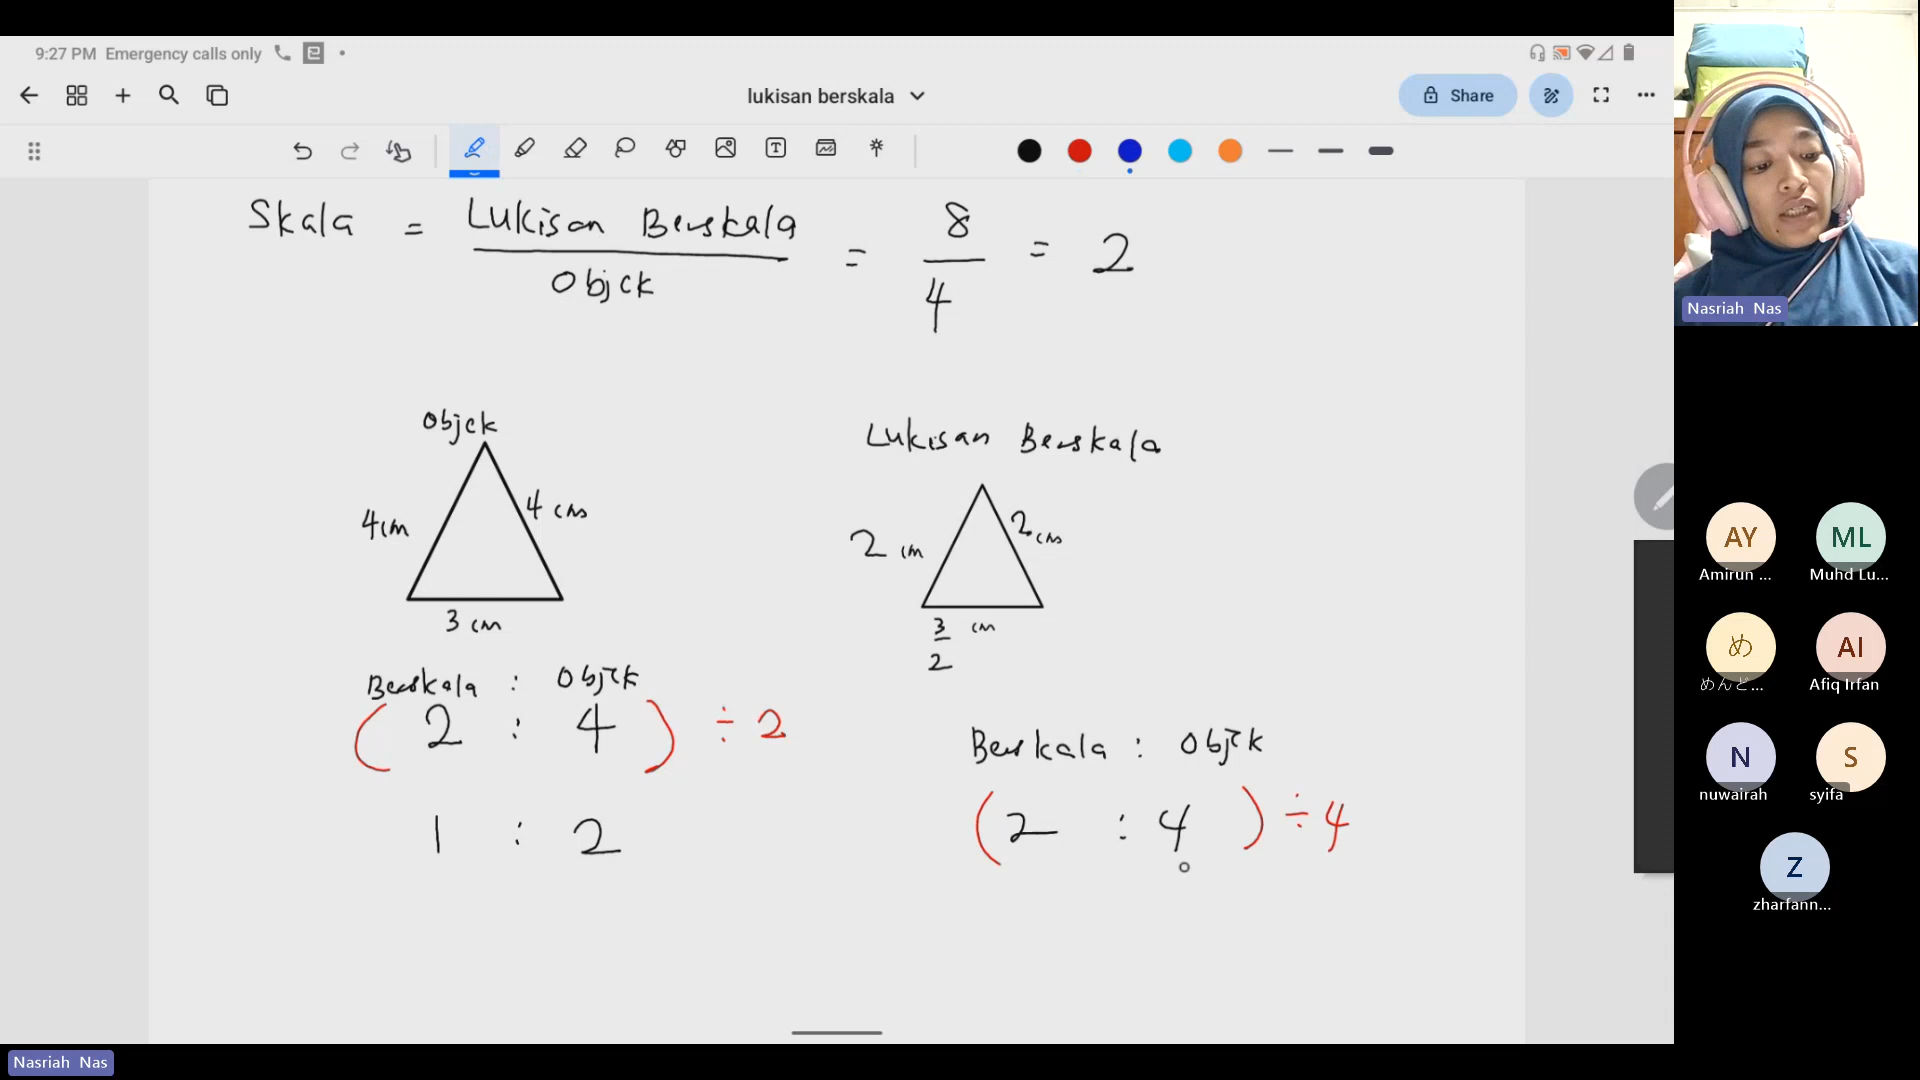 9:27 PM Emergency calls only
lukisan berskala
Share
Skala = Lukisan Berskala / Objek = 8 / 4 = 2
Objek
4cm
4 cm
3 cm
Lukisan Berskala
2 cm
2 cm
3/2 cm
Berskala : Objek
( 2 : 4 ) ÷ 2
1 : 2
Berskala : Objek
( 2 : 4 ) ÷ 4
Nasriah Nas
AY
Amirun ...
ML
Muhd Lu...
め
めんど...
AI
Afiq Irfan
N
nuwairah
S
syifa
Z
zharfann...
Nasriah Nas